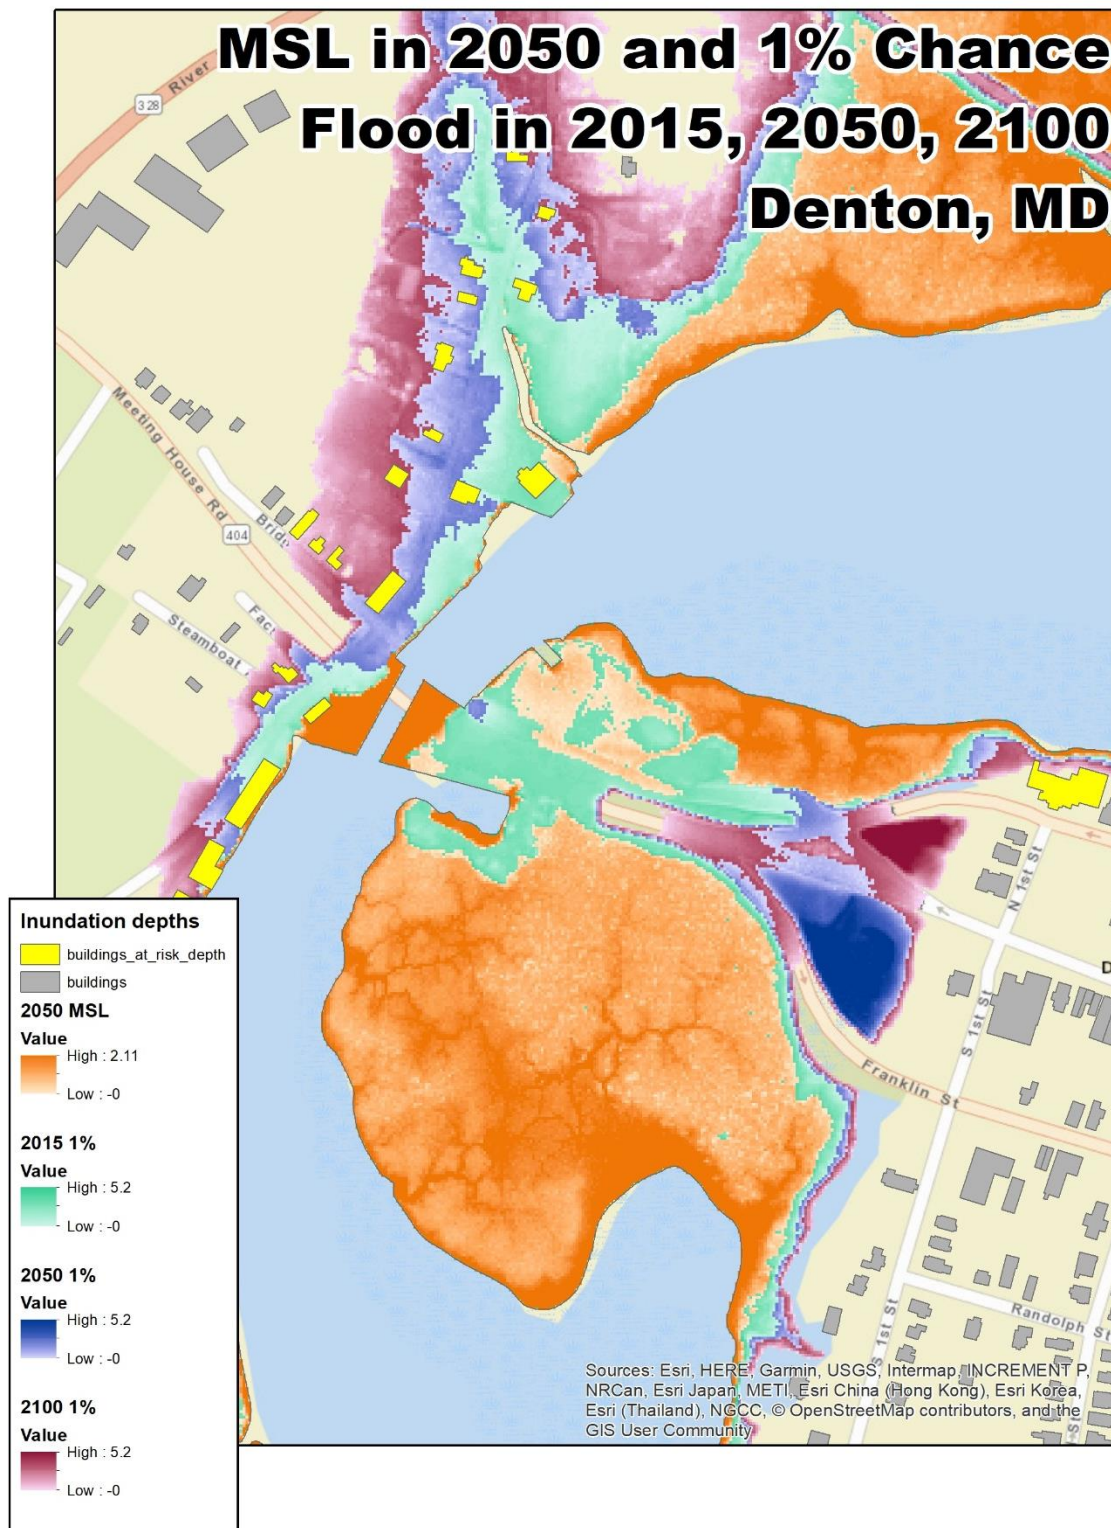 MSL in 2050 and 1% Chance
Flood in 2015, 2050, 2100
Denton, MD
River
328
Meeting House Rd
404
Steamboat
N 1st St
S 1st St
D
Franklin St
Randolph St
S 1st St
St
Inundation depths
buildings_at_risk_depth
buildings
2050 MSL
Value
High : 2.11
Low : -0
2015 1%
Value
High : 5.2
Low : -0
2050 1%
Value
High : 5.2
Low : -0
2100 1%
Value
High : 5.2
Low : -0
Sources: Esri, HERE, Garmin, USGS, Intermap, INCREMENT P,
NRCan, Esri Japan, METI, Esri China (Hong Kong), Esri Korea,
Esri (Thailand), NGCC, © OpenStreetMap contributors, and the
GIS User Community